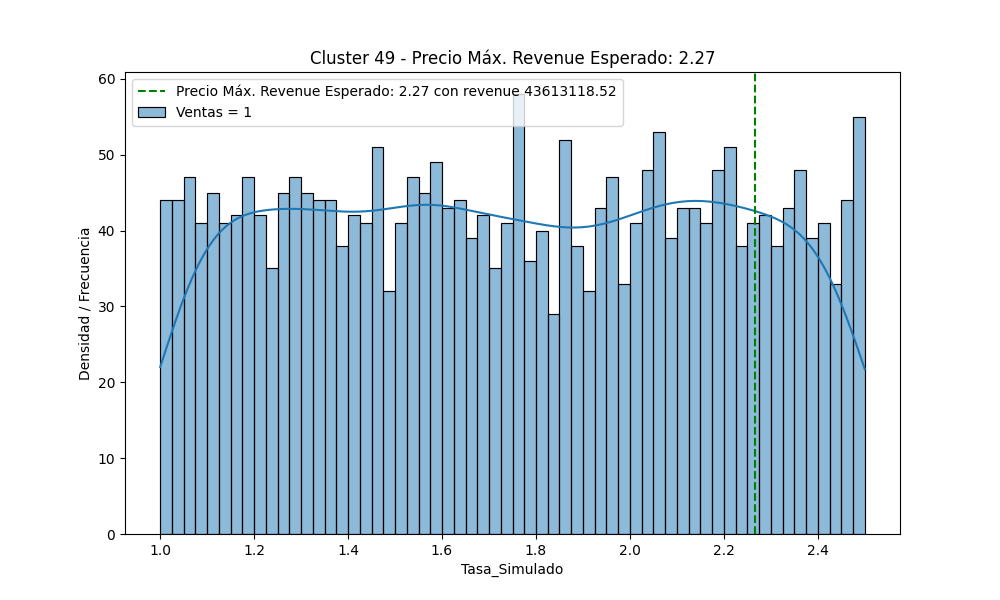 Cluster 49 - Precio Máx. Revenue Esperado: 2.27
Precio Máx. Revenue Esperado: 2.27 con revenue 43613118.52
Ventas = 1
60
50
40
30
20
10
0
Densidad / Frecuencia
1.0 1.2 1.4 1.6 1.8 2.0 2.2 2.4
Tasa_Simulado